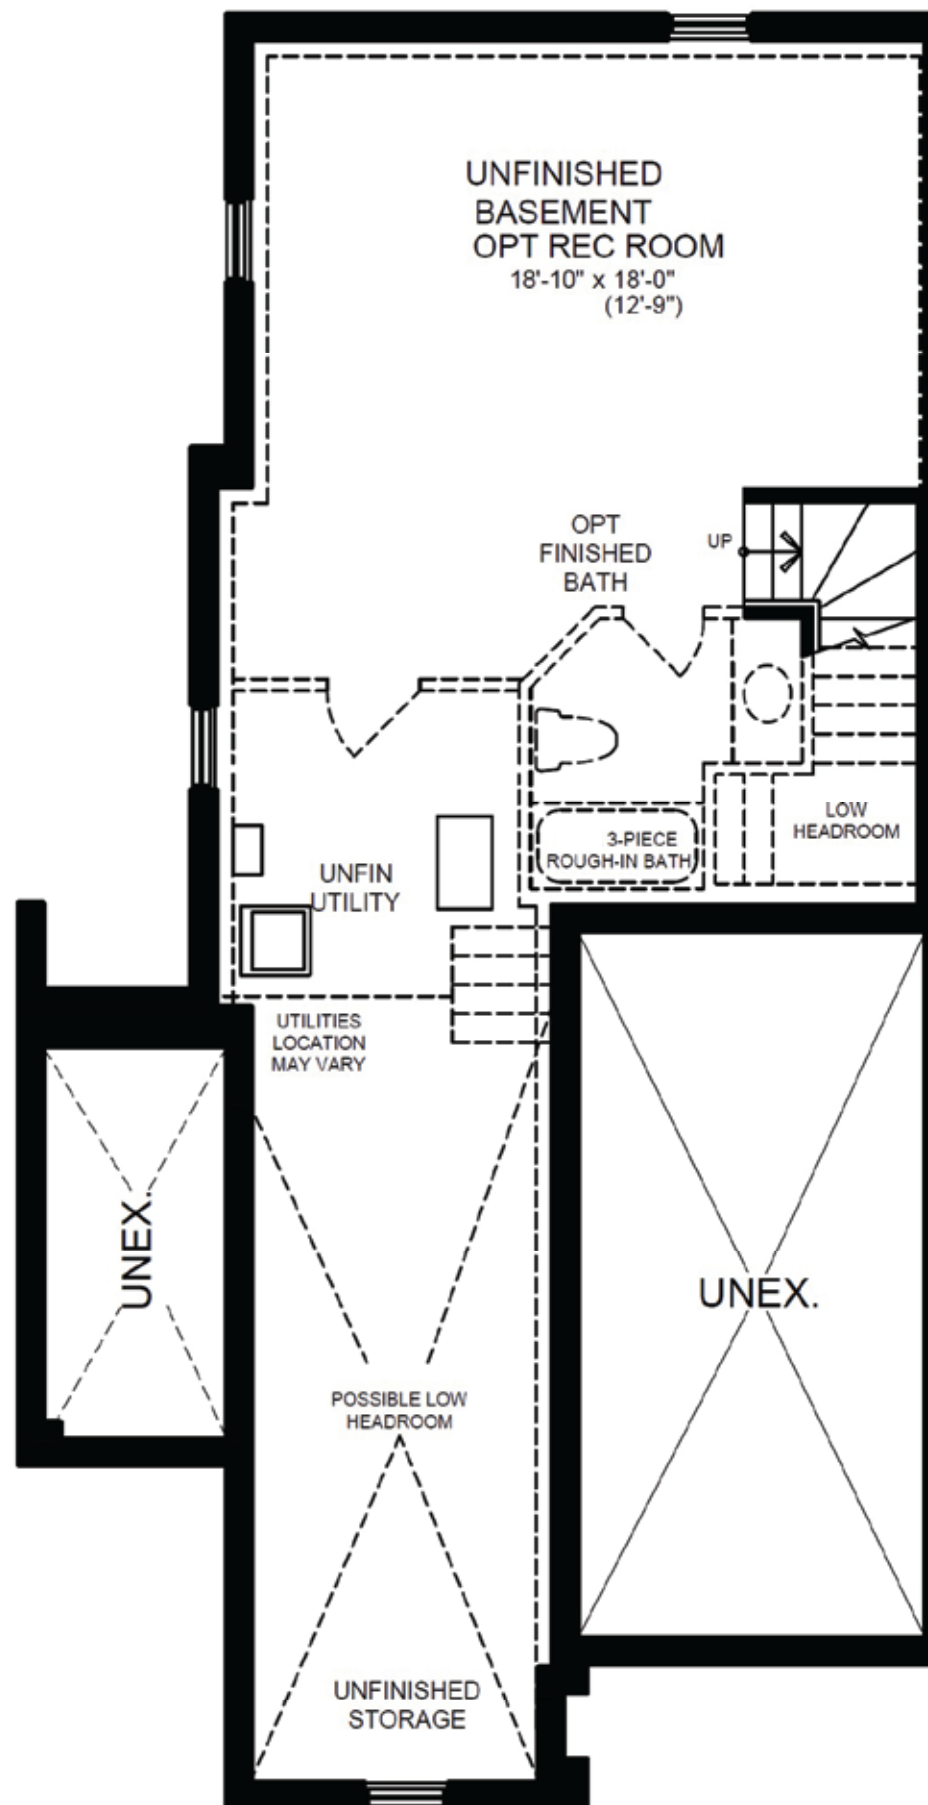 UNFINISHED
BASEMENT
OPT REC ROOM
18'-10" x 18'-0"
(12'-9")
OPT
FINISHED
BATH
UP
LOW
HEADROOM
3-PIECE
ROUGH-IN BATH
UNFIN
UTILITY
UTILITIES
LOCATION
MAY VARY
UNEX.
UNEX.
POSSIBLE LOW
HEADROOM
UNFINISHED
STORAGE